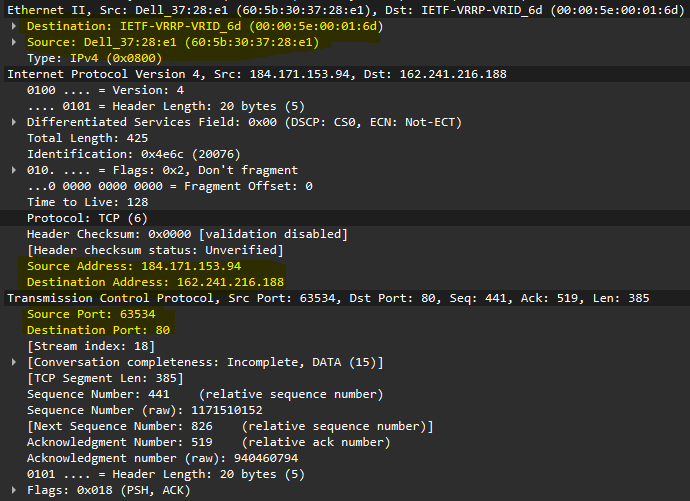 Ethernet II, Src: Dell_37:28:e1 (60:5b:30:37:28:e1), Dst: IETF-VRRP-VRID_6d (00:00:5e:00:01:6d)
Destination: IETF-VRRP-VRID_6d (00:00:5e:00:01:6d)
Source: Dell_37:28:e1 (60:5b:30:37:28:e1)
Type: IPv4 (0x0800)
Internet Protocol Version 4, Src: 184.171.153.94, Dst: 162.241.216.188
0100 .... = Version: 4
.... 0101 = Header Length: 20 bytes (5)
Differentiated Services Field: 0x00 (DSCP: CS0, ECN: Not-ECT)
Total Length: 425
Identification: 0x4e6c (20076)
010. .... = Flags: 0x2, Don't fragment
...0 0000 0000 0000 = Fragment Offset: 0
Time to Live: 128
Protocol: TCP (6)
Header Checksum: 0x0000 [validation disabled]
[Header checksum status: Unverified]
Source Address: 184.171.153.94
Destination Address: 162.241.216.188
Transmission Control Protocol, Src Port: 63534, Dst Port: 80, Seq: 441, Ack: 519, Len: 385
Source Port: 63534
Destination Port: 80
[Stream index: 18]
[Conversation completeness: Incomplete, DATA (15)]
[TCP Segment Len: 385]
Sequence Number: 441    (relative sequence number)
Sequence Number (raw): 1171510152
[Next Sequence Number: 826    (relative sequence number)]
Acknowledgment Number: 519    (relative ack number)
Acknowledgment number (raw): 940460794
0101 .... = Header Length: 20 bytes (5)
Flags: 0x018 (PSH, ACK)